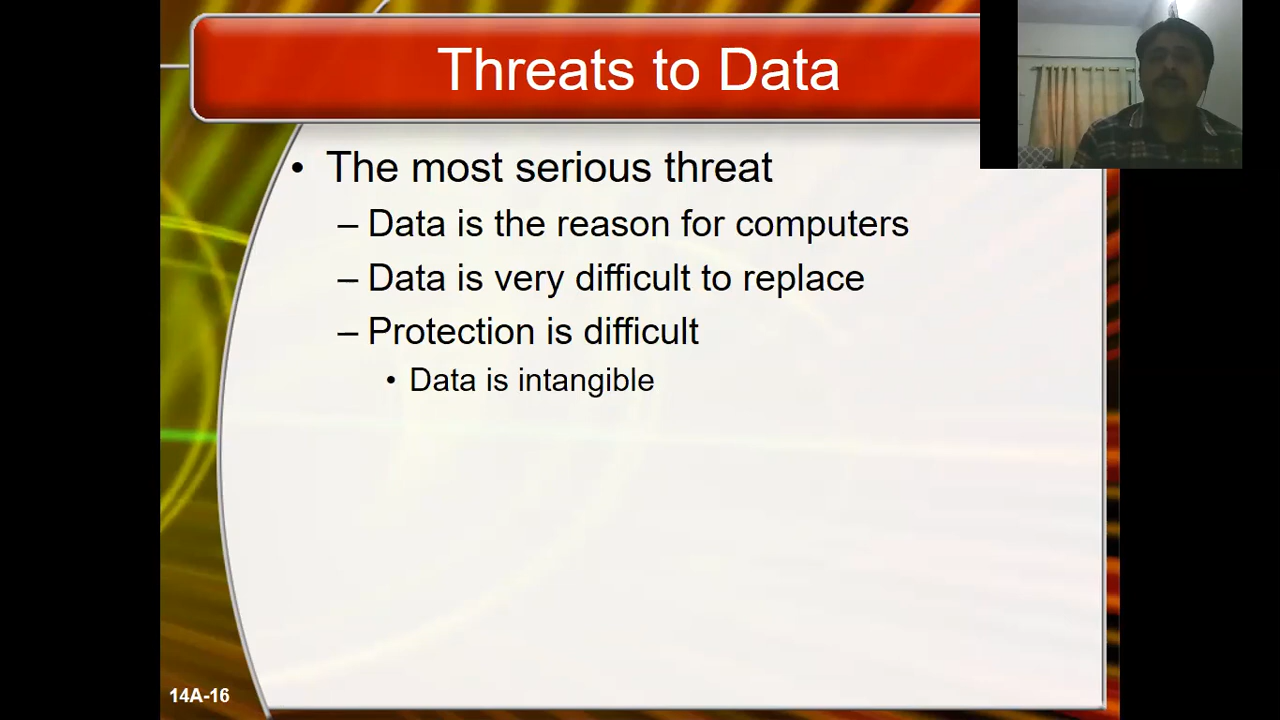 Threats to Data
• The most serious threat
– Data is the reason for computers
– Data is very difficult to replace
– Protection is difficult
• Data is intangible
14A-16